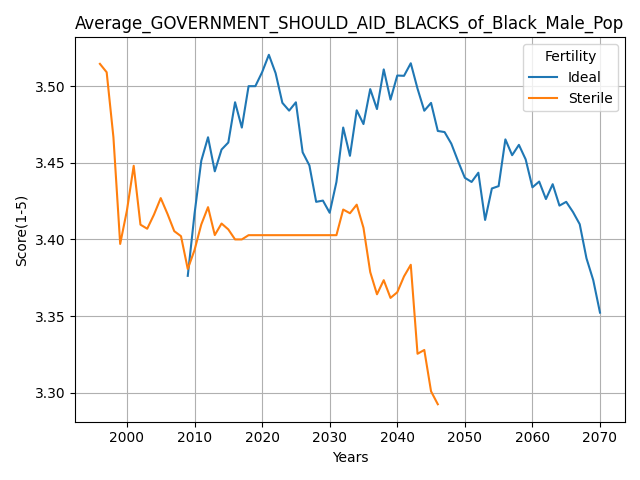 Average_GOVERNMENT_SHOULD_AID_BLACKS_of_Black_Male_Pop
Fertility
Ideal
Sterile
3.50
3.45
3.40
3.35
3.30
Score(1-5)
2000 2010 2020 2030 2040 2050 2060 2070
Years